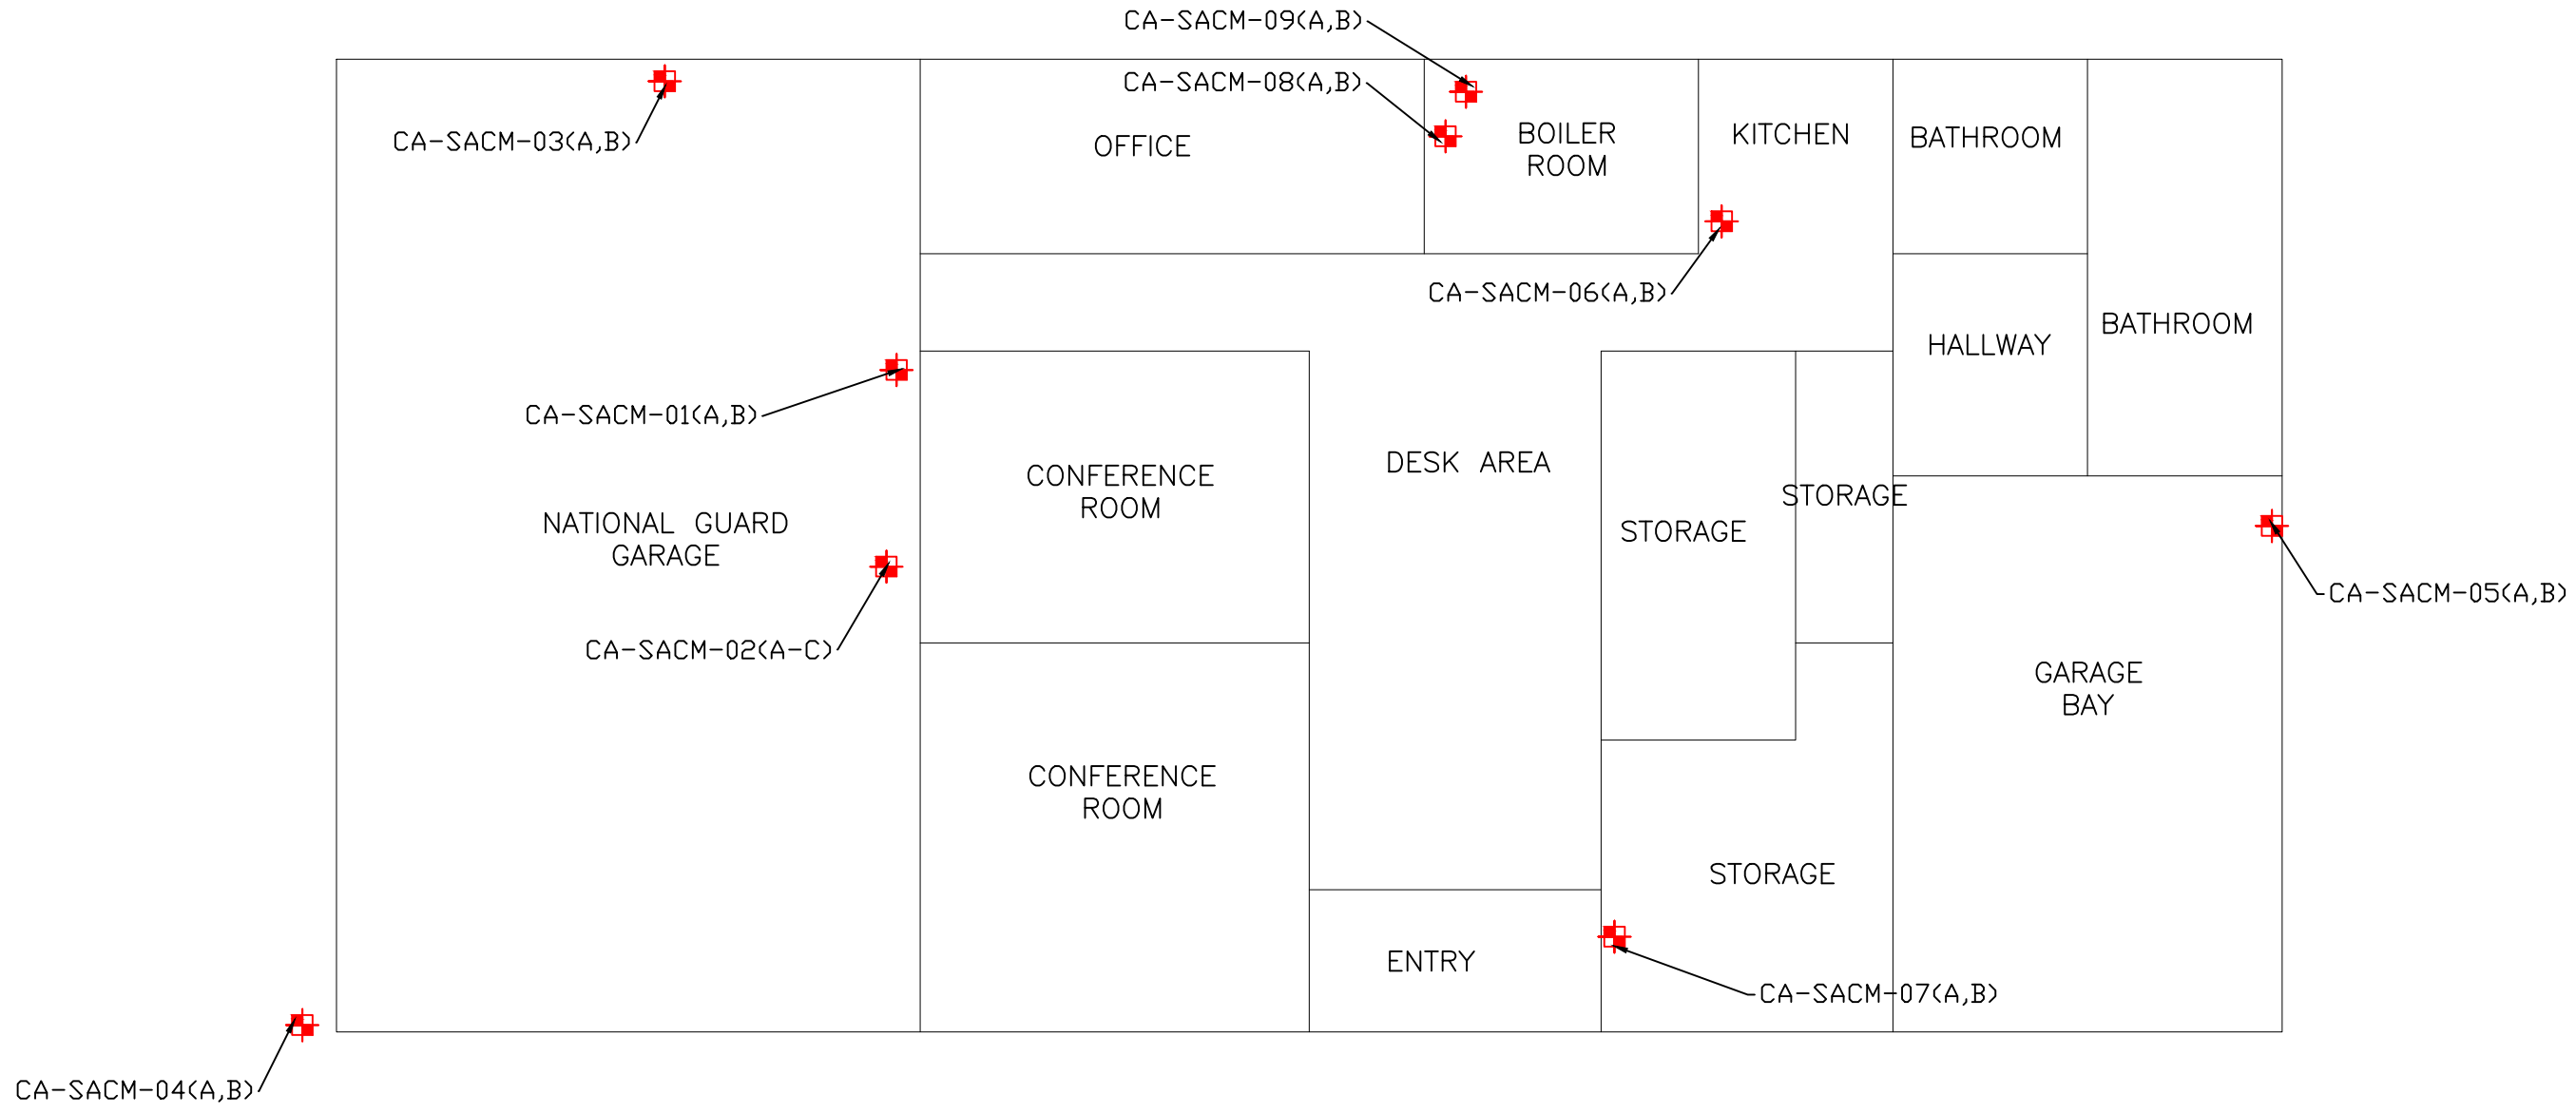 CA-SACM-09(A,B)
CA-SACM-08(A,B)
CA-SACM-03(A,B)
OFFICE
BOILER
ROOM
KITCHEN
BATHROOM
CA-SACM-06(A,B)
BATHROOM
HALLWAY
CA-SACM-01(A,B)
CONFERENCE
ROOM
DESK AREA
STORAGE
STORAGE
NATIONAL GUARD
GARAGE
CA-SACM-05(A,B)
CA-SACM-02(A-C)
GARAGE
BAY
CONFERENCE
ROOM
STORAGE
ENTRY
CA-SACM-07(A,B)
CA-SACM-04(A,B)